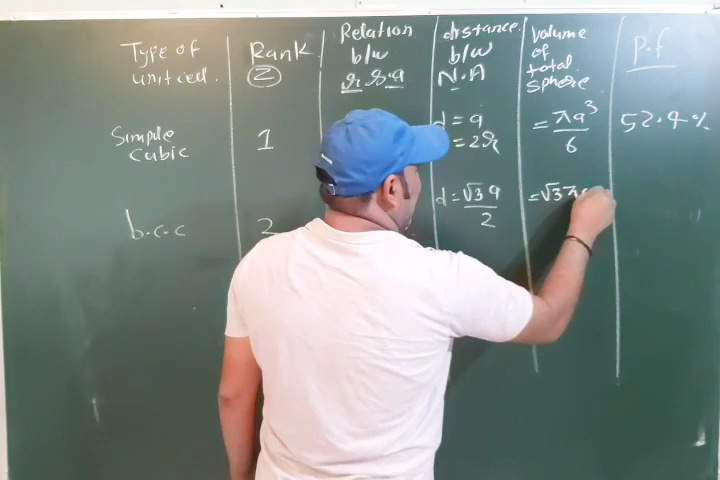 Type of
unit cell.
Rank
Z
Relation
b/w
r & a
distance
b/w
N.A
Volume
of
total
sphere
P.f
Simple
cubic
1
d = a
= 2r
= πa³
6
52.4%
b.c.c
2
d = √3 a
2
= √3π